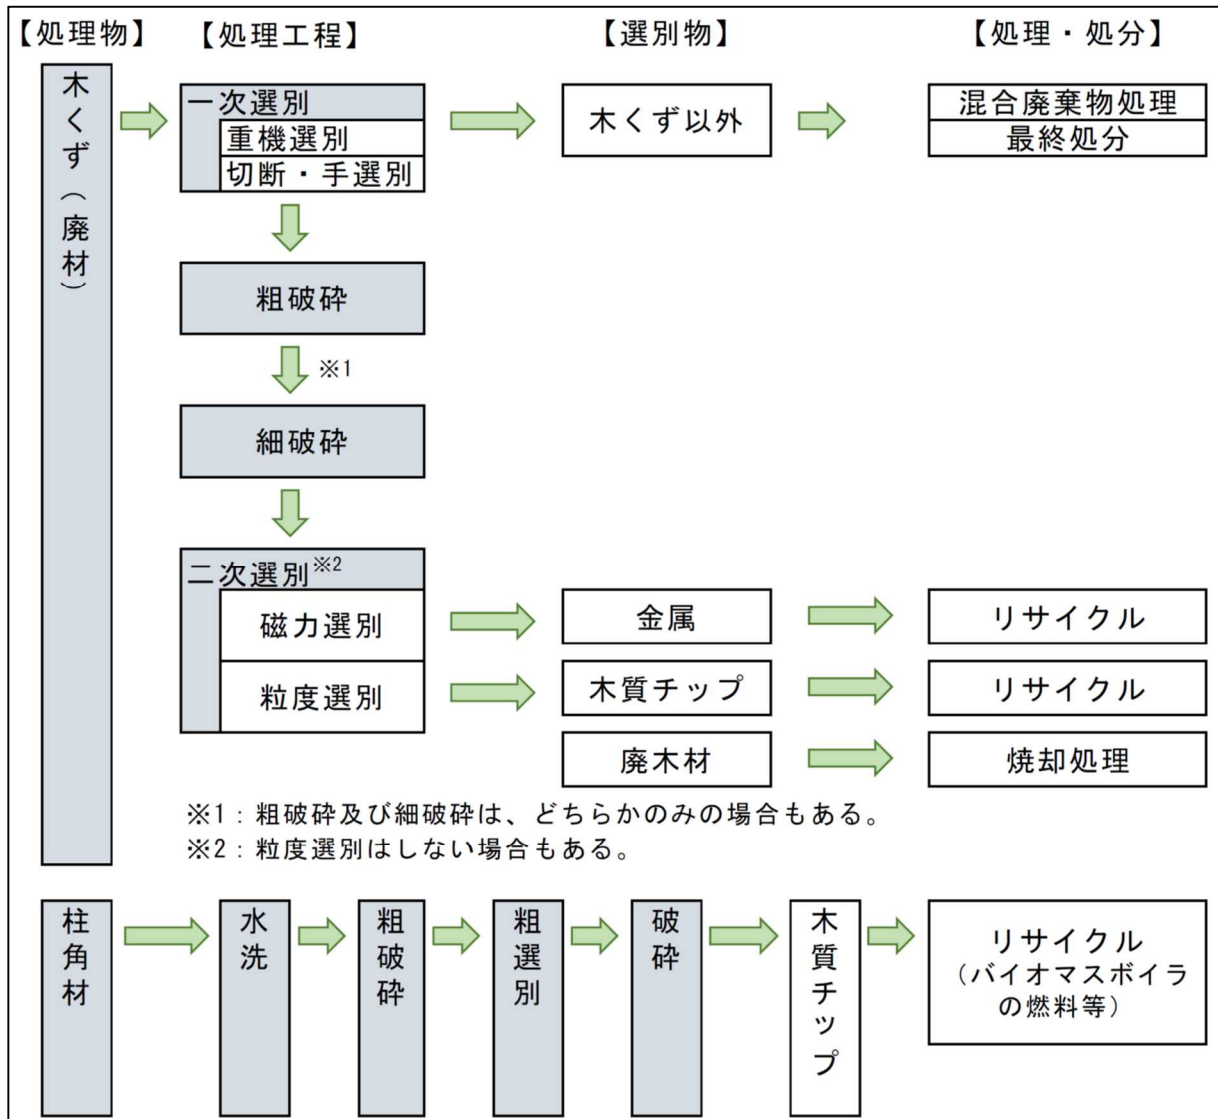 【処理物】 【処理工程】 【選別物】 【処理・処分】
木くず（廃材）
一次選別
重機選別
切断・手選別
木くず以外
混合廃棄物処理
最終処分
粗破砕
※1
細破砕
二次選別※2
磁力選別
金属
リサイクル
粒度選別
木質チップ
リサイクル
廃木材
焼却処理
※1：粗破砕及び細破砕は、どちらかのみの場合もある。
※2：粒度選別はしない場合もある。
柱角材
水洗
粗破砕
粗選別
破砕
木質チップ
リサイクル
（バイオマスボイラ
の燃料等）